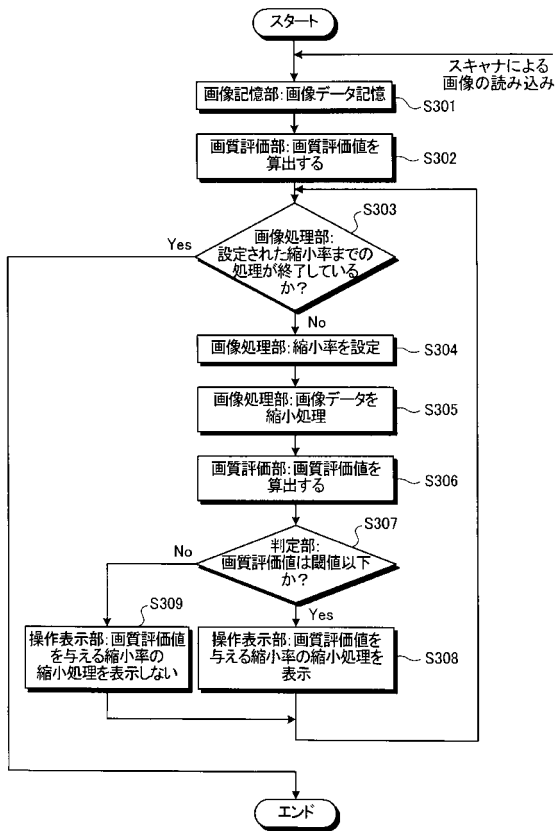 スタート
スキャナによる
画像の読み込み
画像記憶部:画像データ記憶
S301
画質評価部:画質評価値を
算出する
S302
S303
画像処理部:
設定された縮小率までの
処理が終了している
か?
Yes
No
画像処理部:縮小率を設定
S304
画像処理部:画像データを
縮小処理
S305
画質評価部:画質評価値を
算出する
S306
S307
判定部:
画質評価値は閾値以下
か?
No
Yes
S309
操作表示部:画質評価値
を与える縮小率の
縮小処理を表示しない
操作表示部:画質評価値を
与える縮小率の縮小処理を
表示
S308
エンド